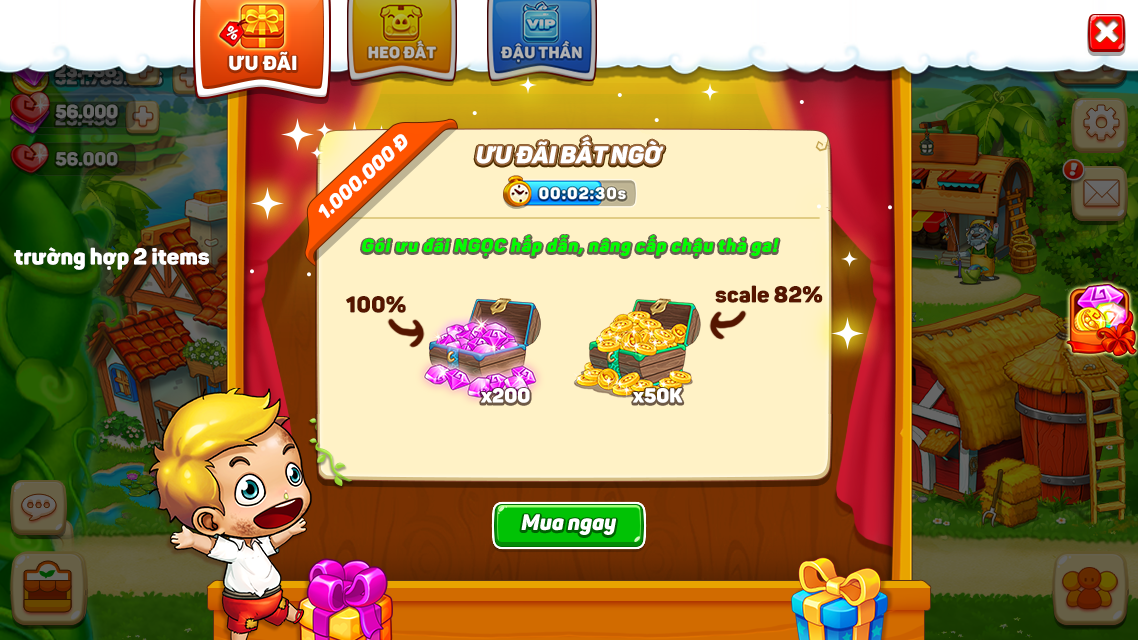 ƯU ĐÃI
HEO ĐẤT
VIP
ĐẬU THẦN
%
56.000
56.000
1.000.000 Đ
ƯU ĐÃI BẤT NGỜ
00:02:30s
trường hợp 2 items
Gói ưu đãi NGỌC hấp dẫn, nâng cấp chậu thả ga!
100%
scale 82%
x200
x50K
Mua ngay